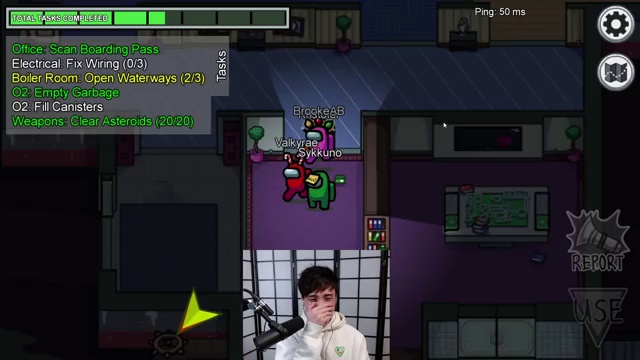 TOTAL TASKS COMPLETED
Ping: 50 ms
Office: Scan Boarding Pass
Electrical: Fix Wiring (0/3)
Boiler Room: Open Waterways (2/3)
O2: Empty Garbage
O2: Fill Canisters
Weapons: Clear Asteroids (20/20)
Tasks
BrookeAB
Valkyrae
Sykkuno
REPORT
USE